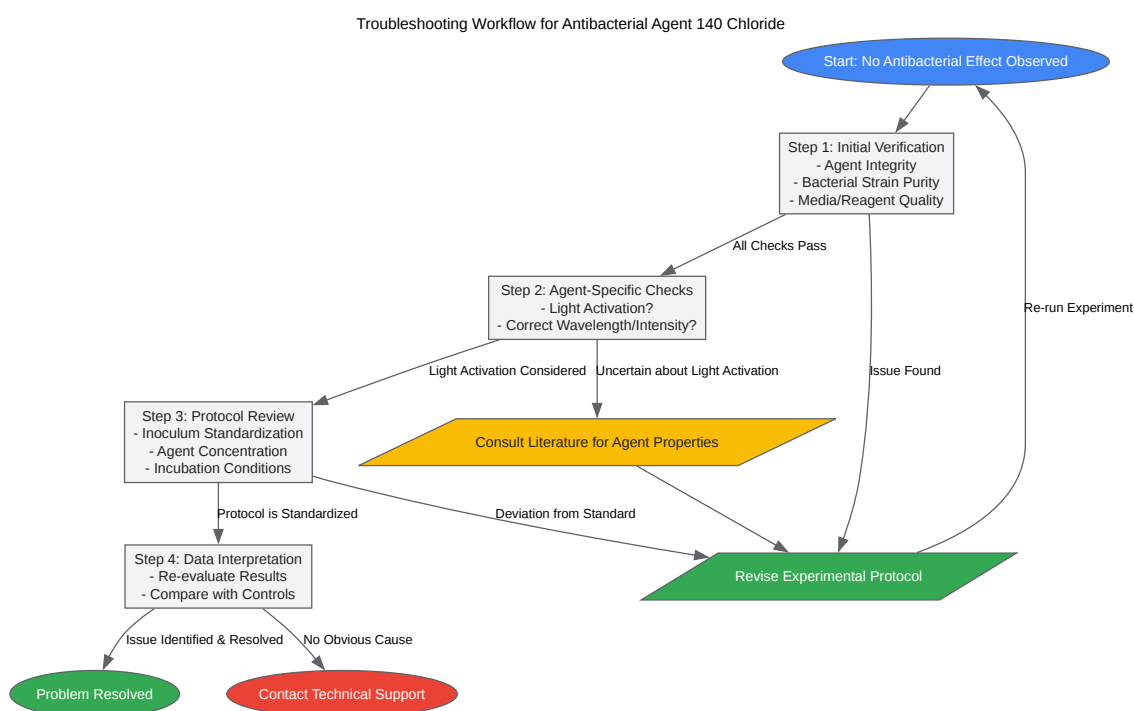 Troubleshooting Workflow for Antibacterial Agent 140 Chloride
Start: No Antibacterial Effect Observed
Step 1: Initial Verification
- Agent Integrity
- Bacterial Strain Purity
- Media/Reagent Quality
All Checks Pass
Step 2: Agent-Specific Checks
- Light Activation?
- Correct Wavelength/Intensity?
Re-run Experiment
Light Activation Considered
Uncertain about Light Activation
Issue Found
Step 3: Protocol Review
- Inoculum Standardization
- Agent Concentration
- Incubation Conditions
Consult Literature for Agent Properties
Protocol is Standardized
Deviation from Standard
Step 4: Data Interpretation
- Re-evaluate Results
- Compare with Controls
Revise Experimental Protocol
Issue Identified & Resolved
No Obvious Cause
Problem Resolved
Contact Technical Support